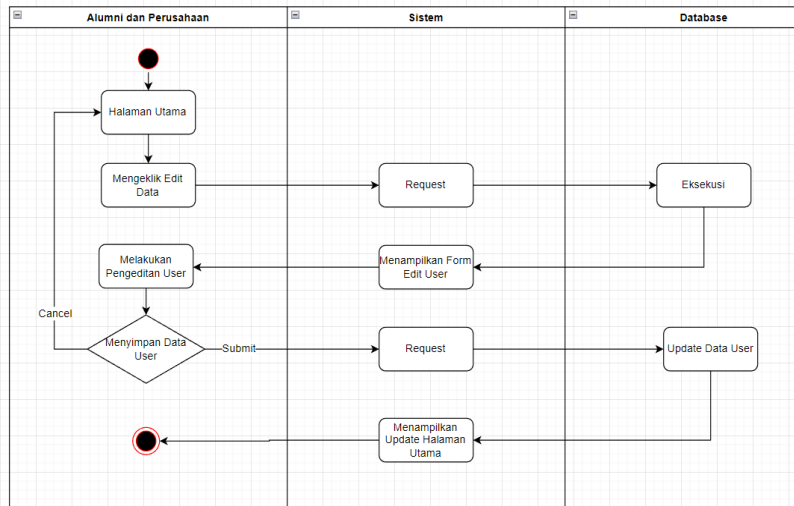 Alumni dan Perusahaan
Sistem
Database
Halaman Utama
Mengeklik Edit
Data
Request
Eksekusi
Melakukan
Pengeditan User
Menampilkan Form
Edit User
Cancel
Menyimpan Data
User
Submit
Request
Update Data User
Menampilkan
Update Halaman
Utama